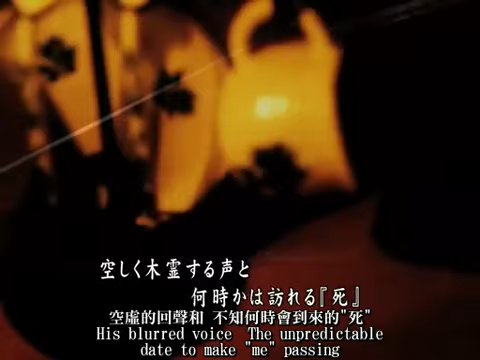 空しく木霊する声と
何時かは訪れる『死』
空虛的回聲和 不知何時會到來的"死"
His blurred voice The unpredictable
date to make "me" passing